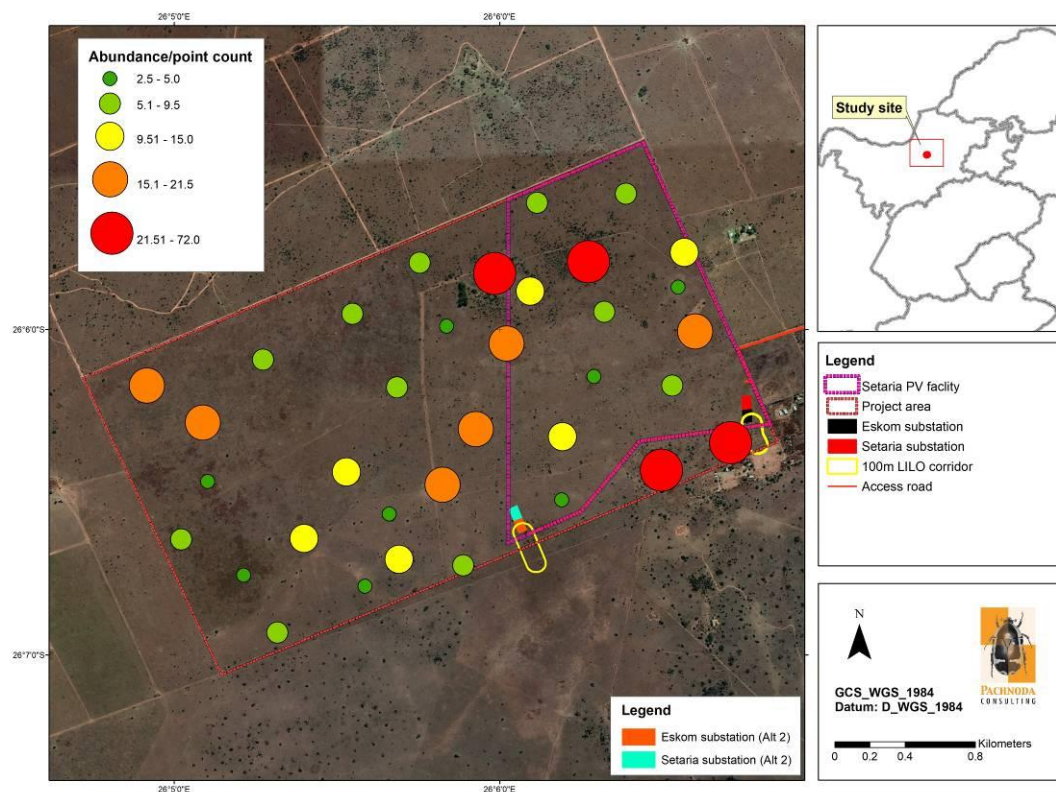 26°5'0"E
26°6'0"E
Abundance/point count
2.5 - 5.0
5.1 - 9.5
9.51 - 15.0
15.1 - 21.5
21.51 - 72.0
26°6'0"S
26°7'0"S
Legend
Eskom substation (Alt 2)
Setaria substation (Alt 2)
26°5'0"E
26°6'0"E
Study site
Legend
Setaria PV faclity
Project area
Eskom substation
Setaria substation
100m LILO corridor
Access road
N
PACHNODA
CONSULTING
GCS_WGS_1984
Datum: D_WGS_1984
Kilometers
0 0.2 0.4 0.8